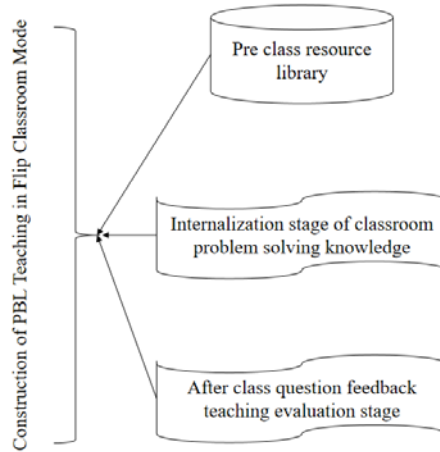 Construction of PBL Teaching in Flip Classroom Mode
Pre class resource
library
Internalization stage of classroom
problem solving knowledge
After class question feedback
teaching evaluation stage